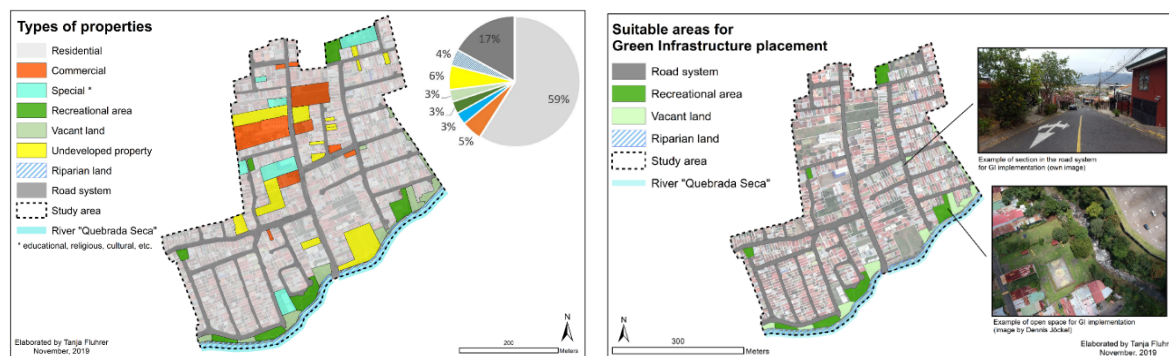 Types of properties
Residential
Commercial
Special *
Recreational area
Vacant land
Undeveloped property
Riparian land
Road system
Study area
River "Quebrada Seca"
* educational, religious, cultural, etc.
17%
4%
6%
3%
3%
3%
5%
59%
N
200
Meters
Elaborated by Tanja Fluhrer
November, 2019
Suitable areas for
Green Infrastructure placement
Road system
Recreational area
Vacant land
Riparian land
Study area
River "Quebrada Seca"
Example of section in the road system
for GI implementation (own image)
Example of open space for GI implementation
(image by Dennis Jöckel)
N
300
Meters
Elaborated by Tanja Fluhrer
November, 2019